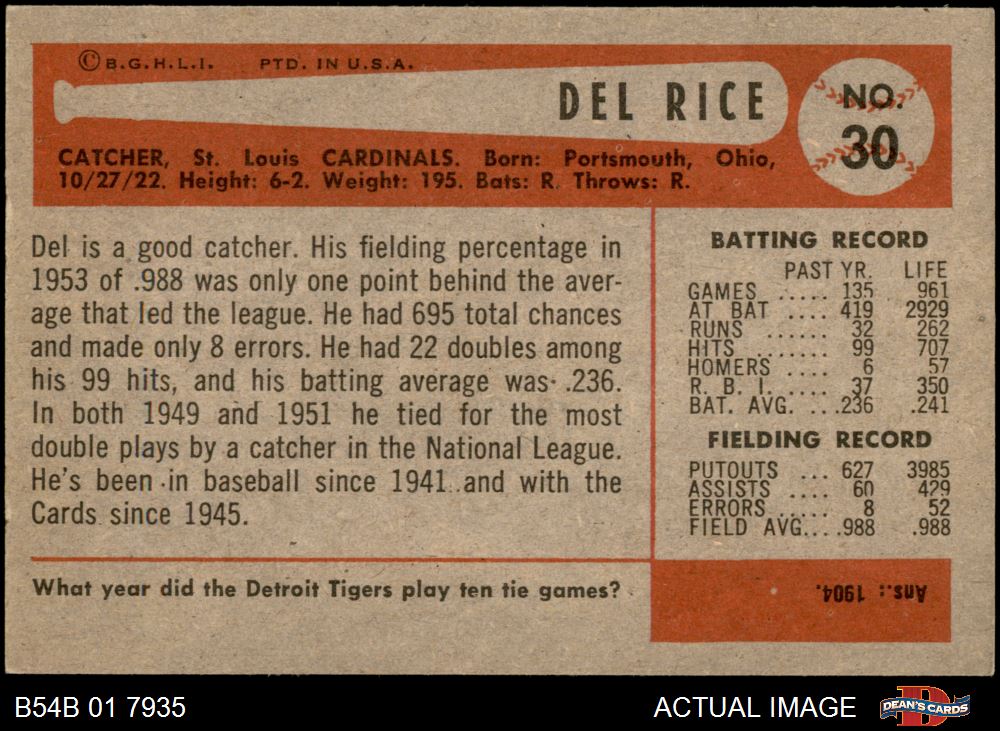 © B.G.H.L.I. PTD. IN U.S.A.
DEL RICE
NO.
30
CATCHER, St. Louis CARDINALS. Born: Portsmouth, Ohio,
10/27/22. Height: 6-2. Weight: 195. Bats: R. Throws: R.
Del is a good catcher. His fielding percentage in
1953 of .988 was only one point behind the aver-
age that led the league. He had 695 total chances
and made only 8 errors. He had 22 doubles among
his 99 hits, and his batting average was .236.
In both 1949 and 1951 he tied for the most
double plays by a catcher in the National League.
He's been in baseball since 1941 and with the
Cards since 1945.
BATTING RECORD
PAST YR. LIFE
GAMES ..... 135 961
AT BAT .... 419 2929
RUNS ...... 32 262
HITS ....... 99 707
HOMERS .... 6 57
R. B. I. ..... 37 350
BAT. AVG. ...236 .241
FIELDING RECORD
PUTOUTS ... 627 3985
ASSISTS .... 60 429
ERRORS ..... 8 52
FIELD AVG. ...988 .988
What year did the Detroit Tigers play ten tie games?
Ans.: 1904.
B54B 01 7935
ACTUAL IMAGE
D
DEAN'S CARDS